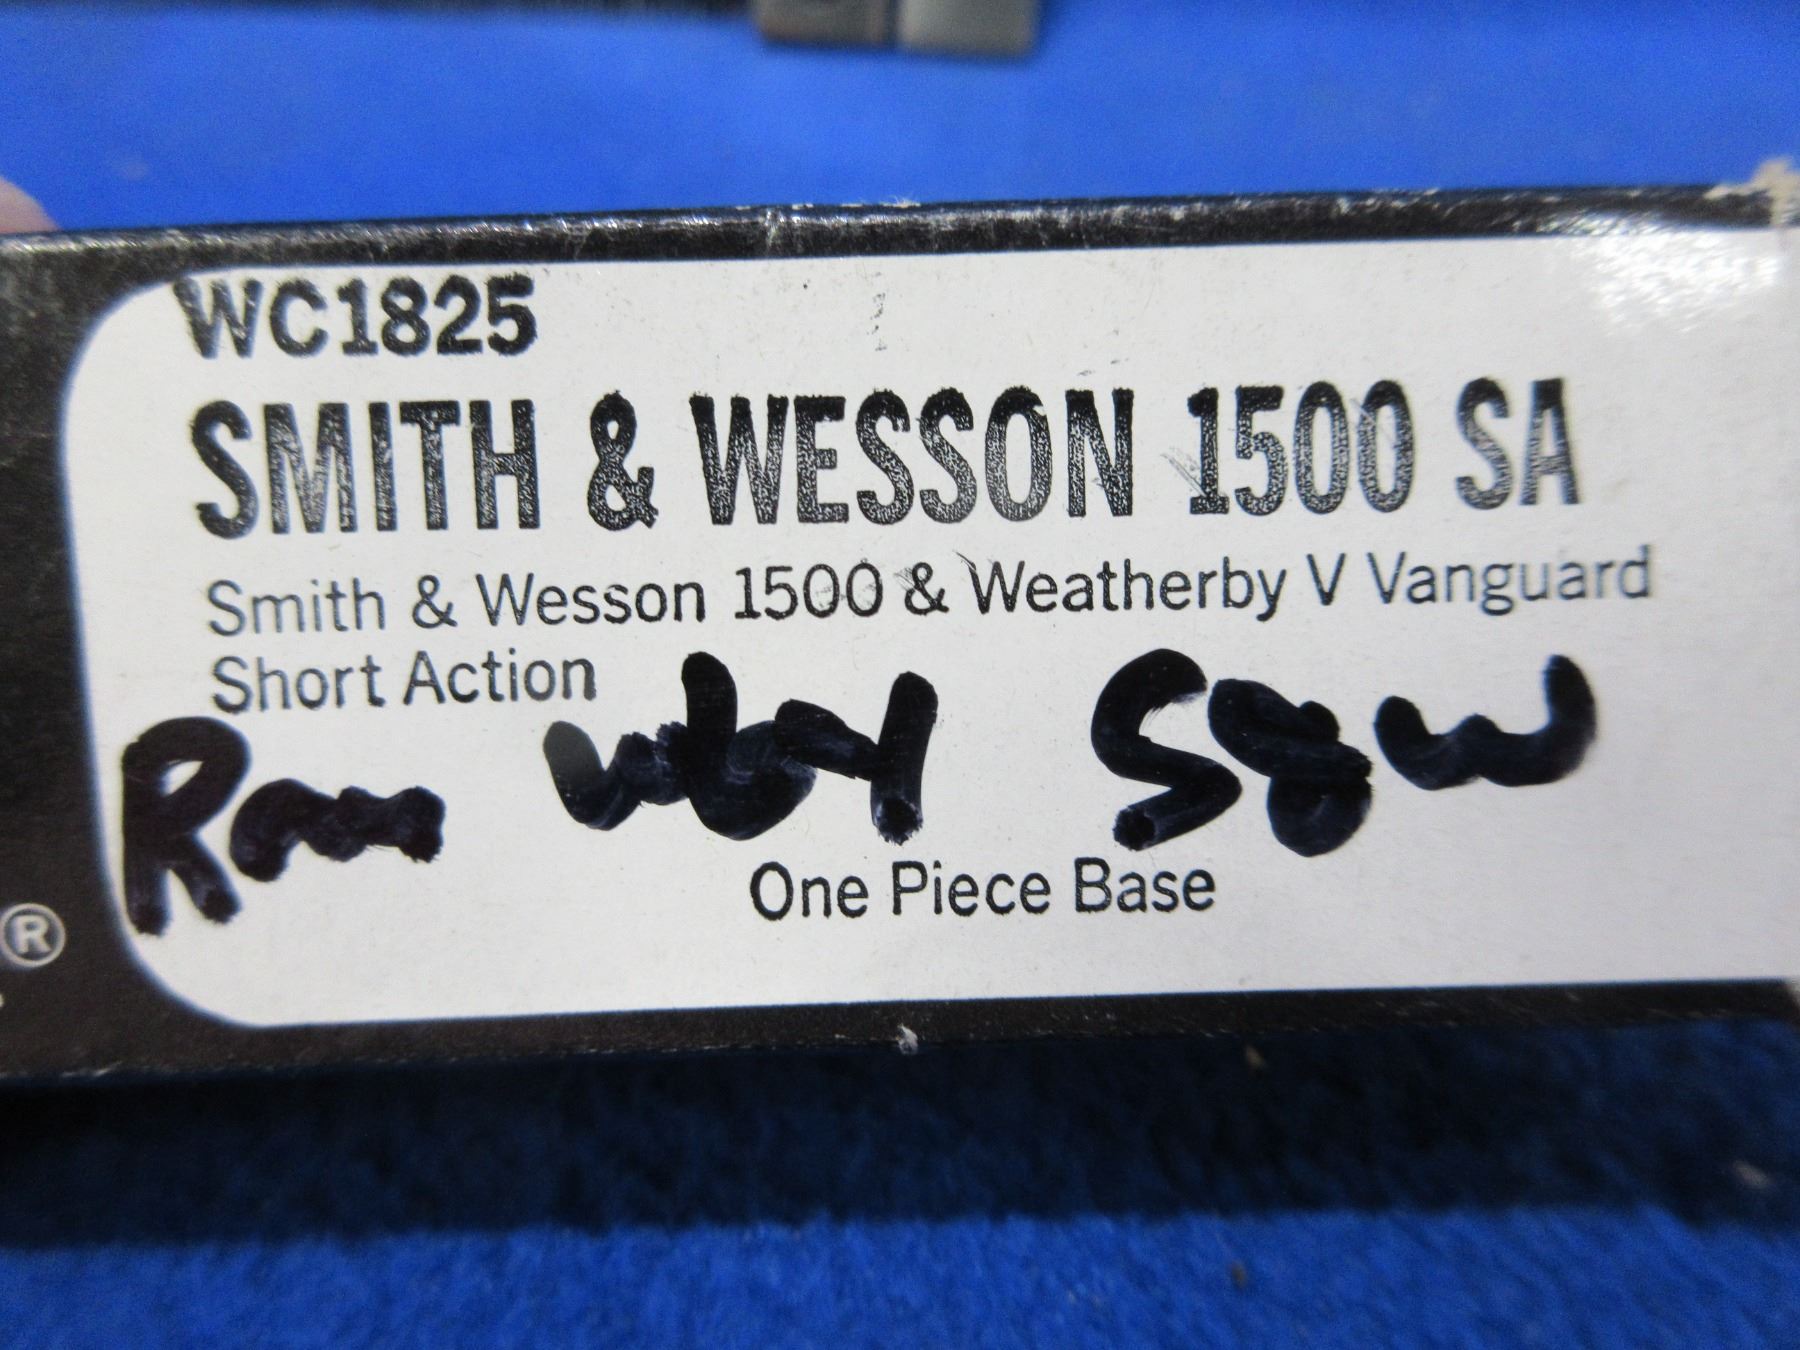 WC1825
SMITH & WESSON 1500 SA
Smith & Wesson 1500 & Weatherby V Vanguard
Short Action
Rem Wby S&W
One Piece Base
®